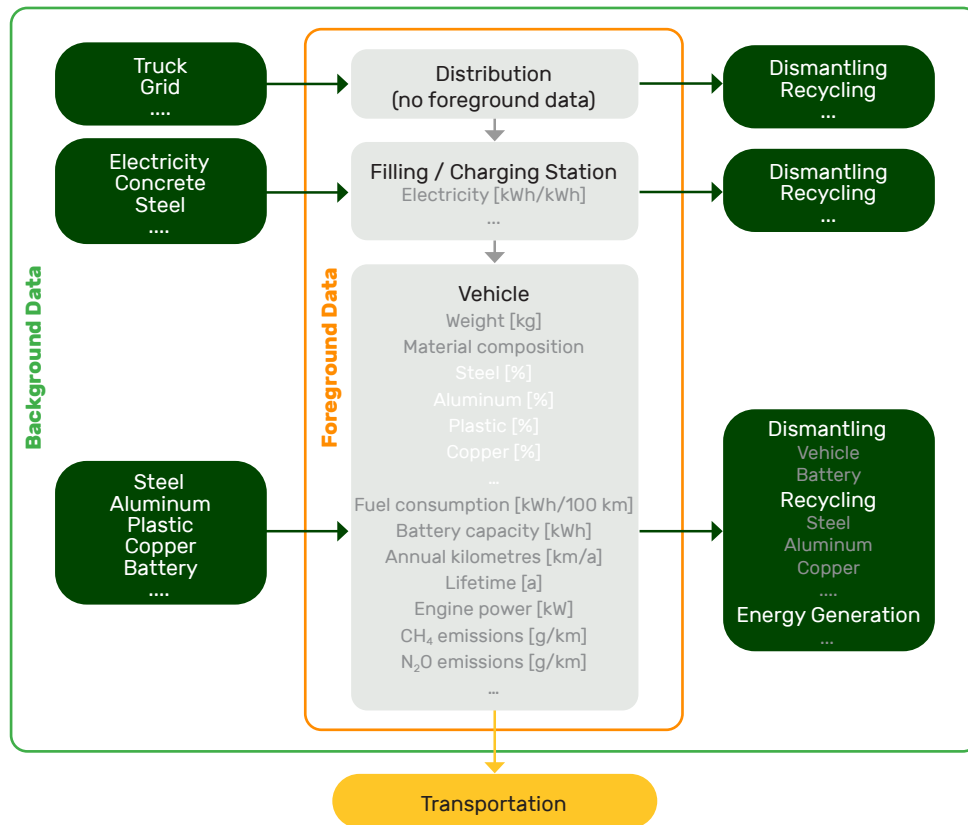 Background Data
Foreground Data
Truck
Grid
....
Distribution
(no foreground data)
Dismantling
Recycling
...
Electricity
Concrete
Steel
....
Filling / Charging Station
Electricity [kWh/kWh]
...
Dismantling
Recycling
...
Steel
Aluminum
Plastic
Copper
Battery
....
Vehicle
Weight [kg]
Material composition
Steel [%]
Aluminum [%]
Plastic [%]
Copper [%]
...
Fuel consumption [kWh/100 km]
Battery capacity [kWh]
Annual kilometres [km/a]
Lifetime [a]
Engine power [kW]
CH₄ emissions [g/km]
N₂O emissions [g/km]
...
Dismantling
Vehicle
Battery
Recycling
Steel
Aluminum
Copper
....
Energy Generation
...
Transportation